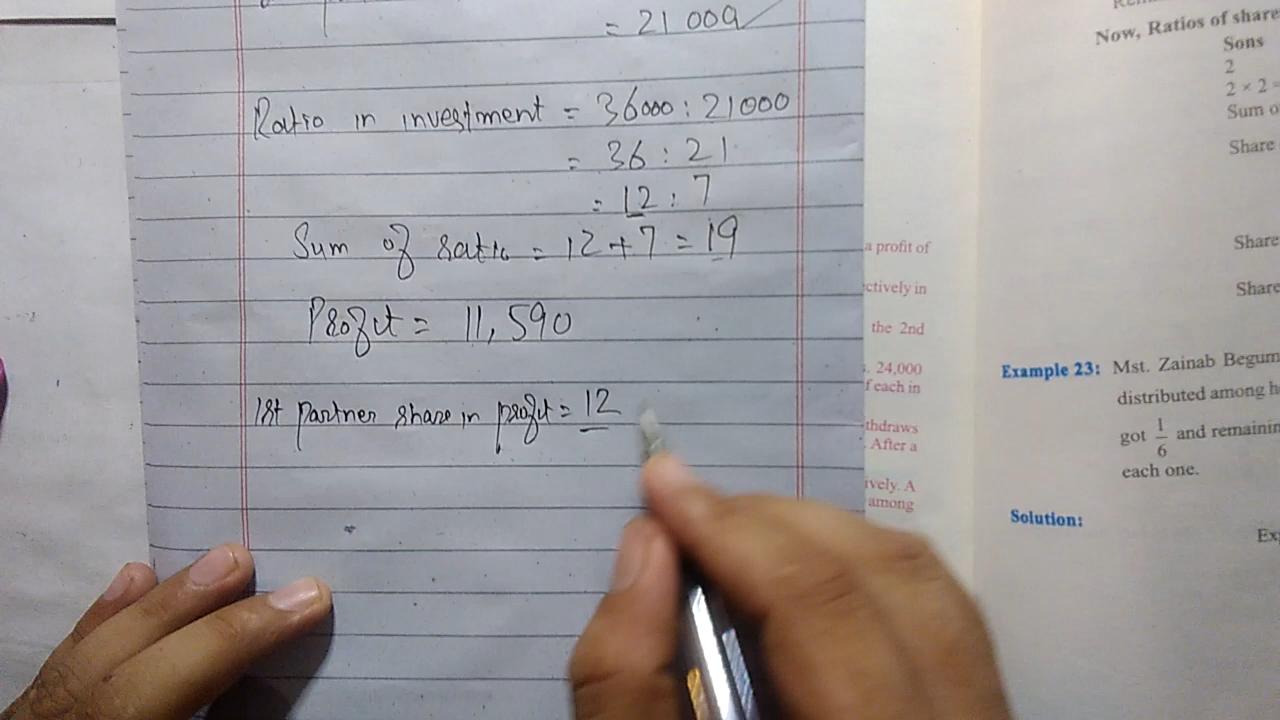 = 21 000
Ratio in investment = 36000 : 21000
= 36 : 21
= 12 : 7
Sum of ratio = 12 + 7 = 19
Profit = 11,590
1st partner share in profit = 12
a profit of
ctively in
the 2nd
. 24,000
f each in
thdraws
. After a
ively. A
among
Now, Ratios of share
Sons
2
2 × 2 =
Sum o
Share
Share
Share
Example 23: Mst. Zainab Begum
distributed among h
got 1/6 and remainin
each one.
Solution:
Ex